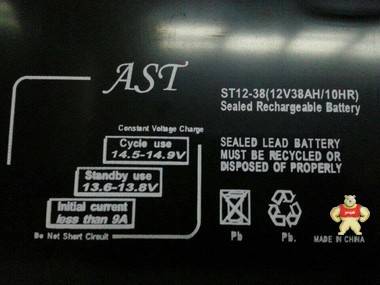 AST
ST12-38(12V38AH/10HR)
Sealed Rechargeable Battery
Constant Voltage Charge
Cycle use
14.5-14.9V
Standby use
13.6-13.8V
Initial current
less than 9A
Do Not Short Circuit
SEALED LEAD BATTERY
MUST BE RECYCLED OR
DISPOSED OF PROPERLY
Pb
Pb.
MADE IN CHINA